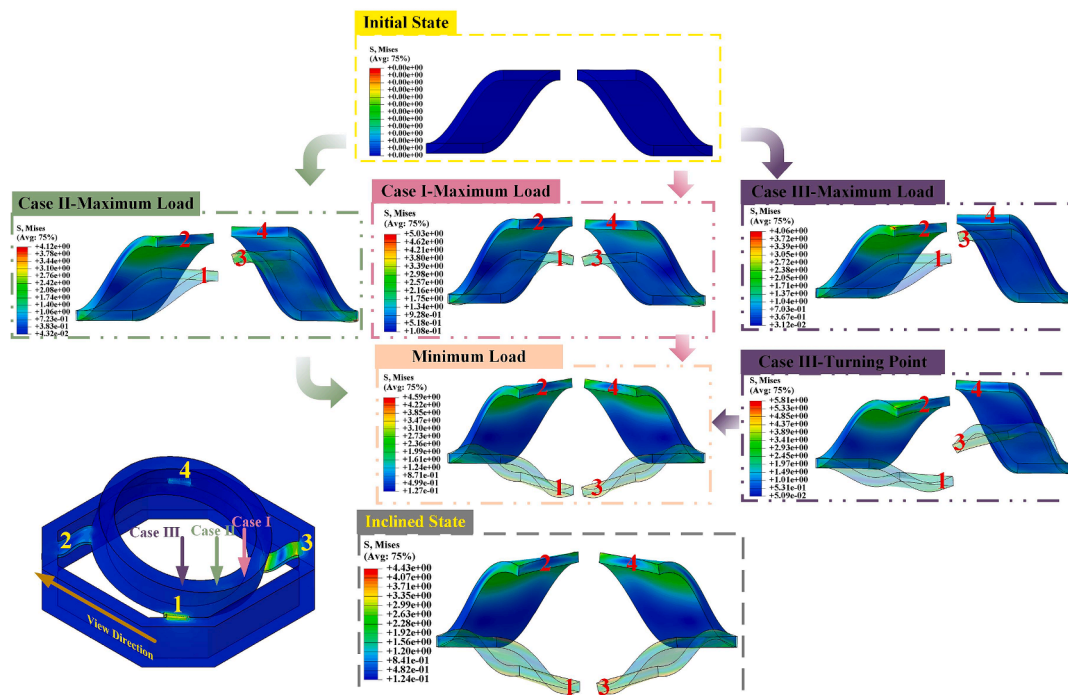 Initial State
S, Mises
(Avg: 75%)
+0.00e+00
+0.00e+00
+0.00e+00
+0.00e+00
+0.00e+00
+0.00e+00
+0.00e+00
+0.00e+00
+0.00e+00
+0.00e+00
+0.00e+00
+0.00e+00
+0.00e+00
Case II-Maximum Load
S, Mises
(Avg: 75%)
+4.12e+00
+3.78e+00
+3.44e+00
+3.10e+00
+2.76e+00
+2.42e+00
+2.08e+00
+1.74e+00
+1.40e+00
+1.06e+00
+7.23e-01
+3.83e-01
+4.32e-02
2
4
3
1
Case I-Maximum Load
S, Mises
(Avg: 75%)
+5.03e+00
+4.62e+00
+4.21e+00
+3.80e+00
+3.39e+00
+2.98e+00
+2.57e+00
+2.16e+00
+1.75e+00
+1.34e+00
+9.28e-01
+5.18e-01
+1.08e-01
2
4
1
3
Case III-Maximum Load
S, Mises
(Avg: 75%)
+4.06e+00
+3.72e+00
+3.39e+00
+3.05e+00
+2.72e+00
+2.38e+00
+2.05e+00
+1.71e+00
+1.37e+00
+1.04e+00
+7.03e-01
+3.67e-01
+3.12e-02
2
4
3
1
Minimum Load
S, Mises
(Avg: 75%)
+4.59e+00
+4.22e+00
+3.85e+00
+3.47e+00
+3.10e+00
+2.73e+00
+2.36e+00
+1.99e+00
+1.61e+00
+1.24e+00
+8.71e-01
+4.99e-01
+1.27e-01
2
4
1
3
Case III-Turning Point
S, Mises
(Avg: 75%)
+5.81e+00
+5.33e+00
+4.85e+00
+4.37e+00
+3.89e+00
+3.41e+00
+2.93e+00
+2.45e+00
+1.97e+00
+1.49e+00
+1.01e+00
+5.31e-01
+5.09e-02
2
4
3
1
4
Case I
Case III
Case II
2
3
1
View Direction
Inclined State
S, Mises
(Avg: 75%)
+4.43e+00
+4.07e+00
+3.71e+00
+3.35e+00
+2.99e+00
+2.63e+00
+2.28e+00
+1.92e+00
+1.56e+00
+1.20e+00
+8.41e-01
+4.82e-01
+1.24e-01
2
4
1
3